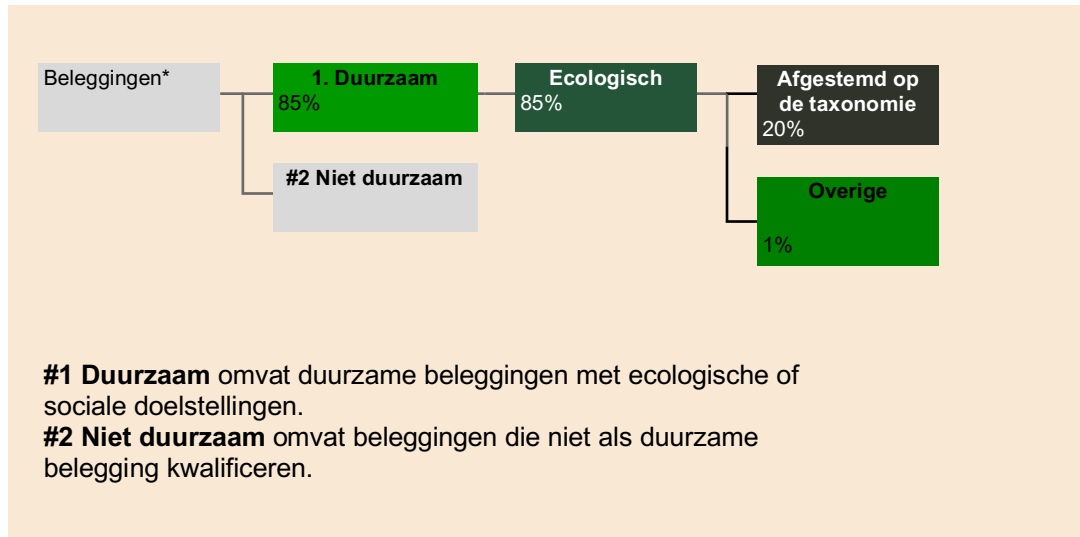 Beleggingen*
1. Duurzaam
85%
Ecologisch
85%
Afgestemd op
de taxonomie
20%
#2 Niet duurzaam
Overige
1%
#1 Duurzaam omvat duurzame beleggingen met ecologische of
sociale doelstellingen.
#2 Niet duurzaam omvat beleggingen die niet als duurzame
belegging kwalificeren.